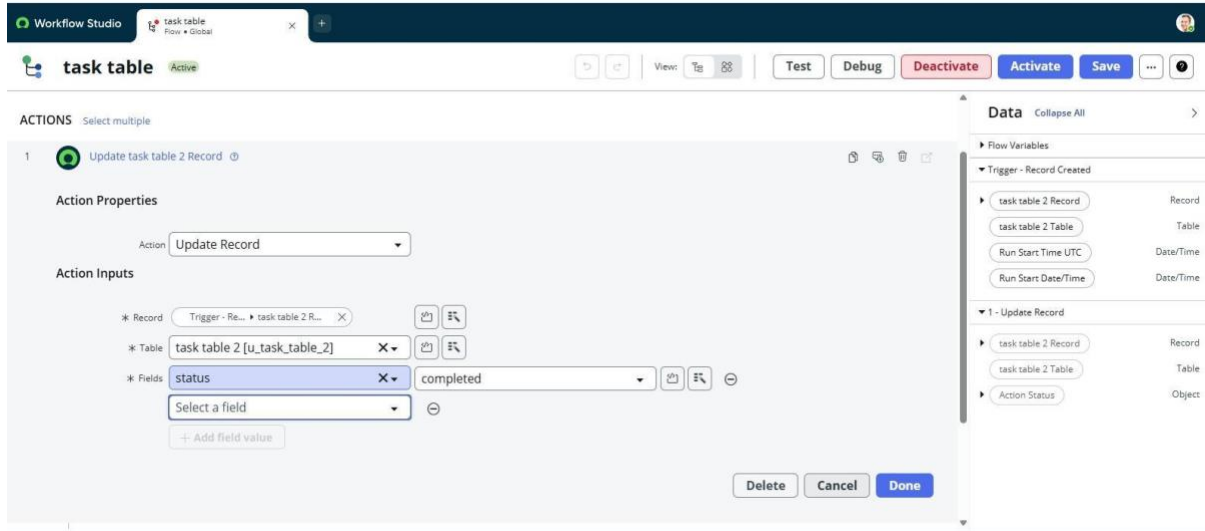 Workflow Studio
task table
Flow • Global
task table Active
View: Test Debug Deactivate Activate Save
ACTIONS Select multiple
1 Update task table 2 Record
Action Properties
Action Update Record
Action Inputs
* Record Trigger - Re... ▸ task table 2 R...
* Table task table 2 [u_task_table_2]
* Fields status completed
Select a field
+ Add field value
Delete Cancel Done
Data Collapse All
Flow Variables
Trigger - Record Created
task table 2 Record Record
task table 2 Table Table
Run Start Time UTC Date/Time
Run Start Date/Time Date/Time
1 - Update Record
task table 2 Record Record
task table 2 Table Table
Action Status Object